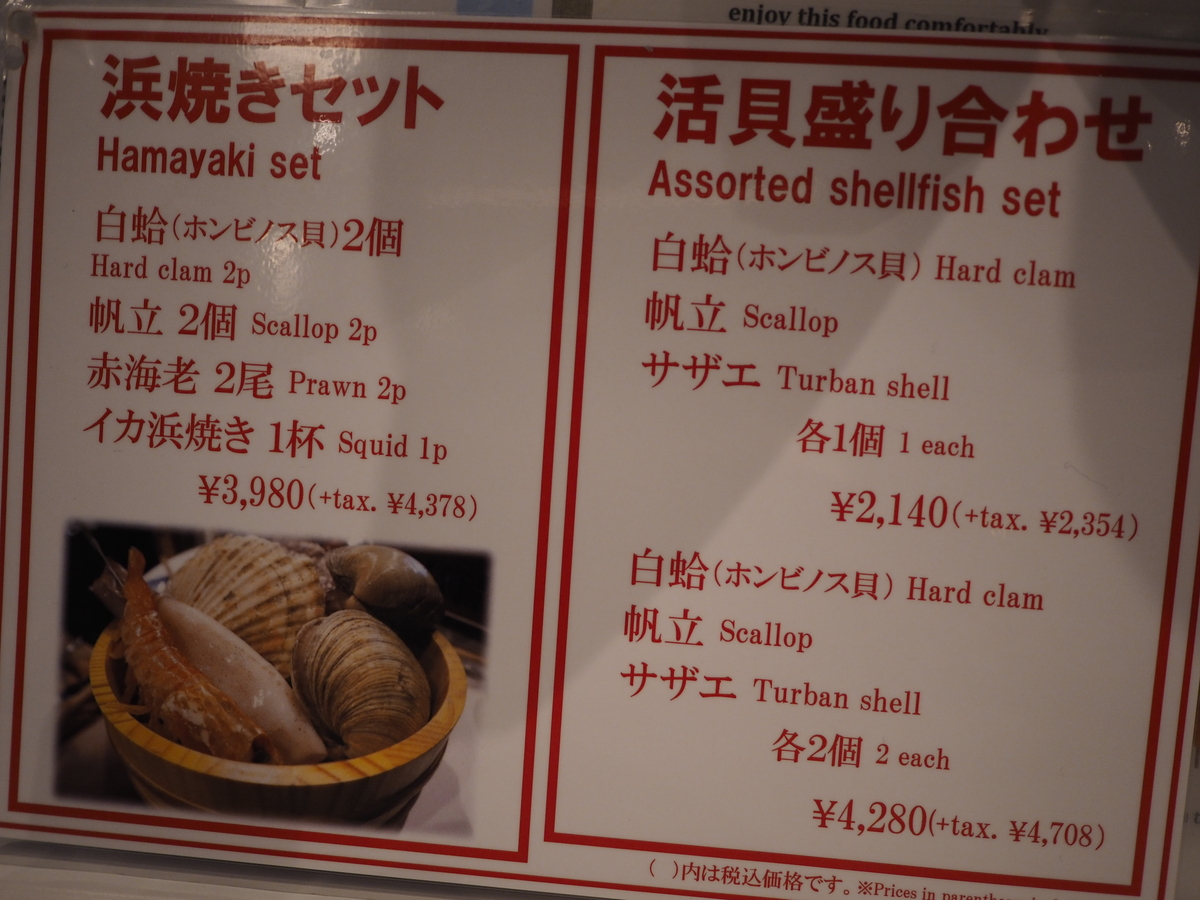 enjoy this food comfortably
浜焼きセット
Hamayaki set
白蛤(ホンビノス貝)2個
Hard clam 2p
帆立 2個 Scallop 2p
赤海老 2尾 Prawn 2p
イカ浜焼き 1杯 Squid 1p
¥3,980(+tax. ¥4,378)
活貝盛り合わせ
Assorted shellfish set
白蛤(ホンビノス貝) Hard clam
帆立 Scallop
サザエ Turban shell
各1個 1 each
¥2,140(+tax. ¥2,354)
白蛤(ホンビノス貝) Hard clam
帆立 Scallop
サザエ Turban shell
各2個 2 each
¥4,280(+tax. ¥4,708)
( )内は税込価格です。※Prices in